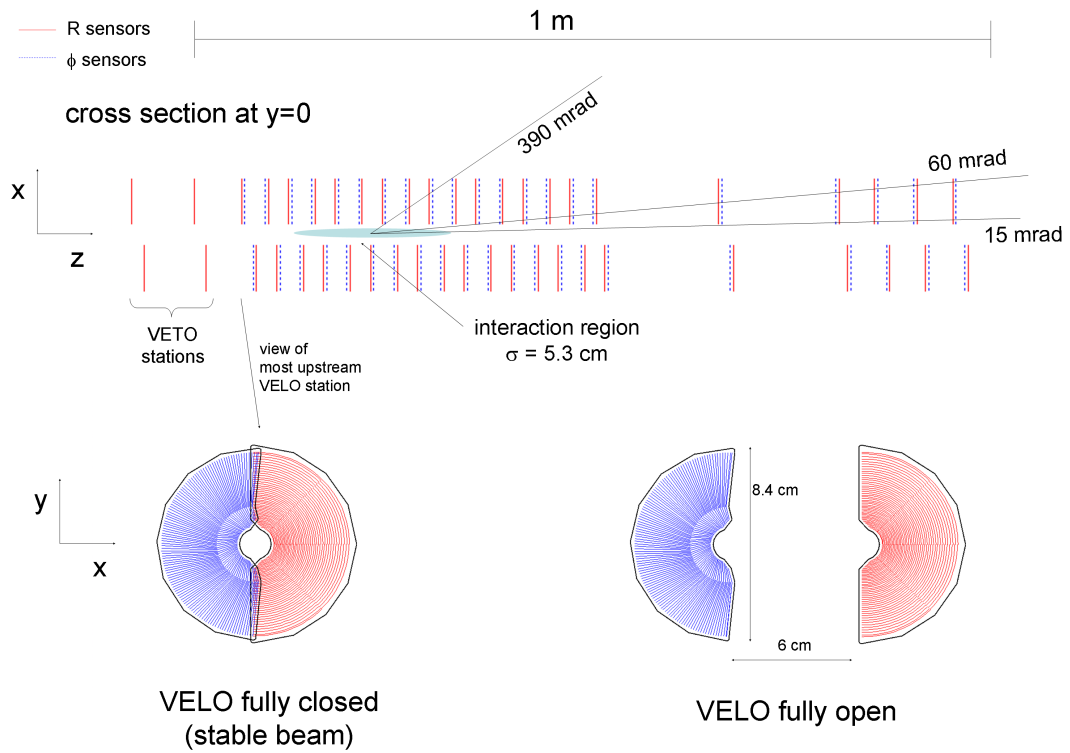 R sensors
ϕ sensors
1 m
cross section at y=0
390 mrad
60 mrad
15 mrad
x
z
VETO
stations
interaction region
σ = 5.3 cm
view of
most upstream
VELO station
y
x
8.4 cm
6 cm
VELO fully closed
(stable beam)
VELO fully open